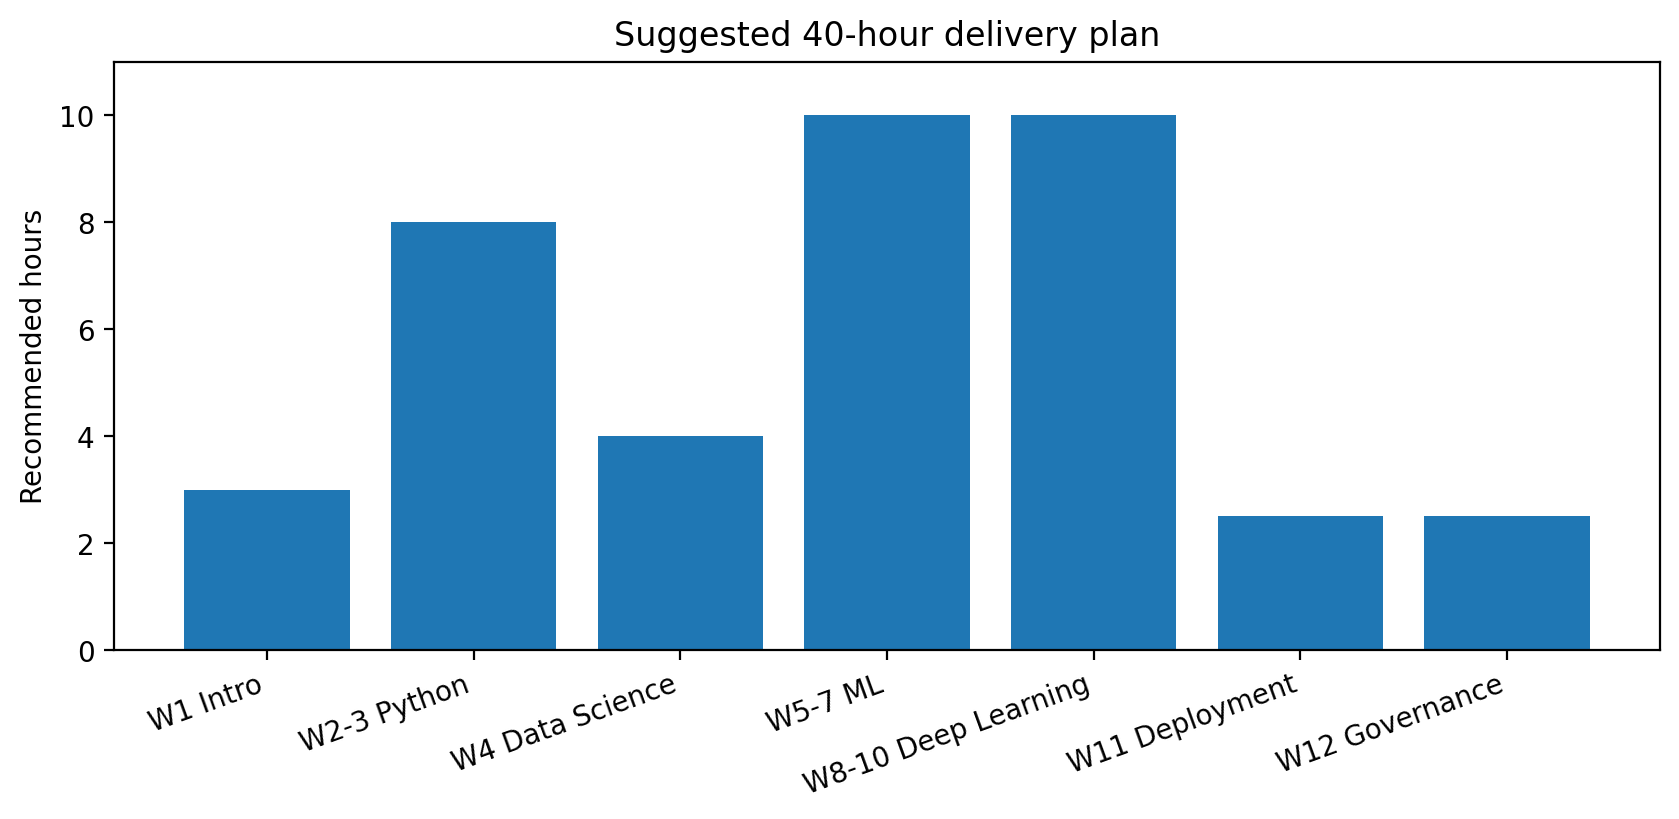 Suggested 40-hour delivery plan
Recommended hours
10
8
6
4
2
0
W1 Intro
W2-3 Python
W4 Data Science
W5-7 ML
W8-10 Deep Learning
W11 Deployment
W12 Governance